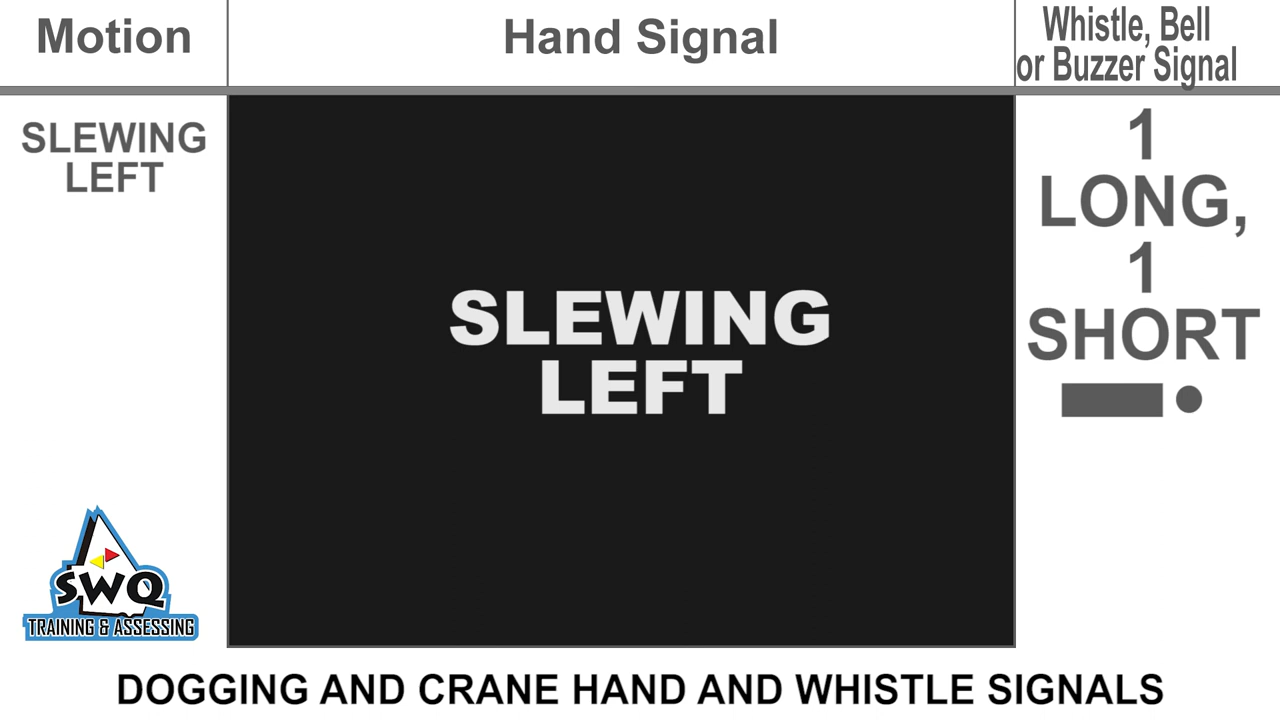 Motion
Hand Signal
Whistle, Bell
or Buzzer Signal
SLEWING
LEFT
SLEWING
LEFT
1
LONG,
1
SHORT
SWQ
TRAINING & ASSESSING
DOGGING AND CRANE HAND AND WHISTLE SIGNALS